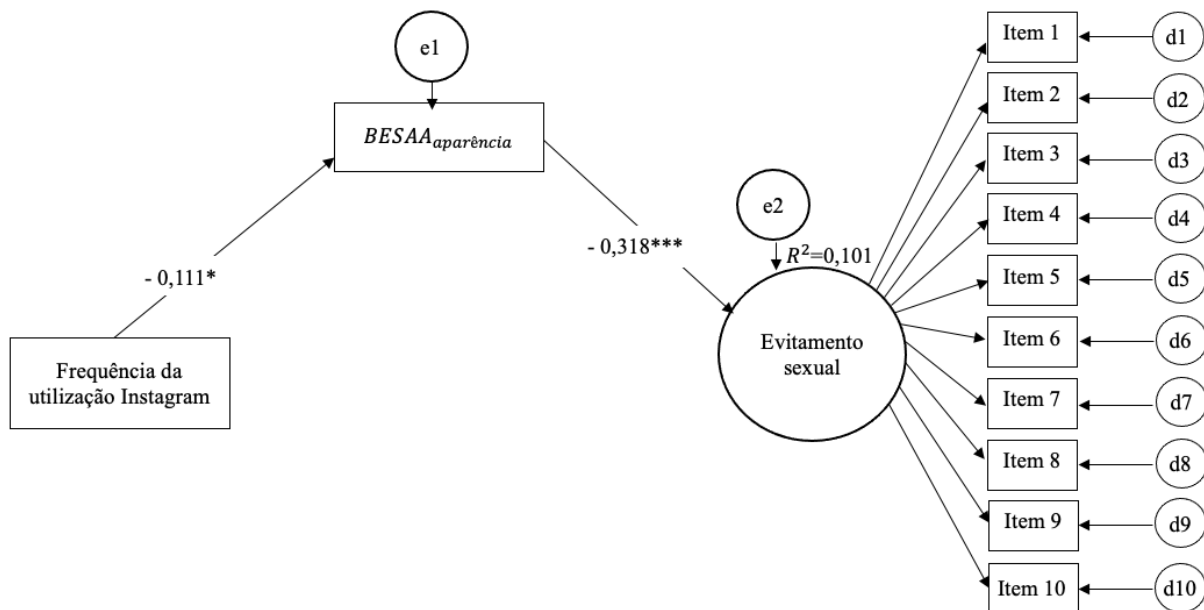 e1
BESAA aparência
- 0,111*
Frequência da
utilização Instagram
- 0,318***
e2
R²=0,101
Evitamento
sexual
Item 1
d1
Item 2
d2
Item 3
d3
Item 4
d4
Item 5
d5
Item 6
d6
Item 7
d7
Item 8
d8
Item 9
d9
Item 10
d10